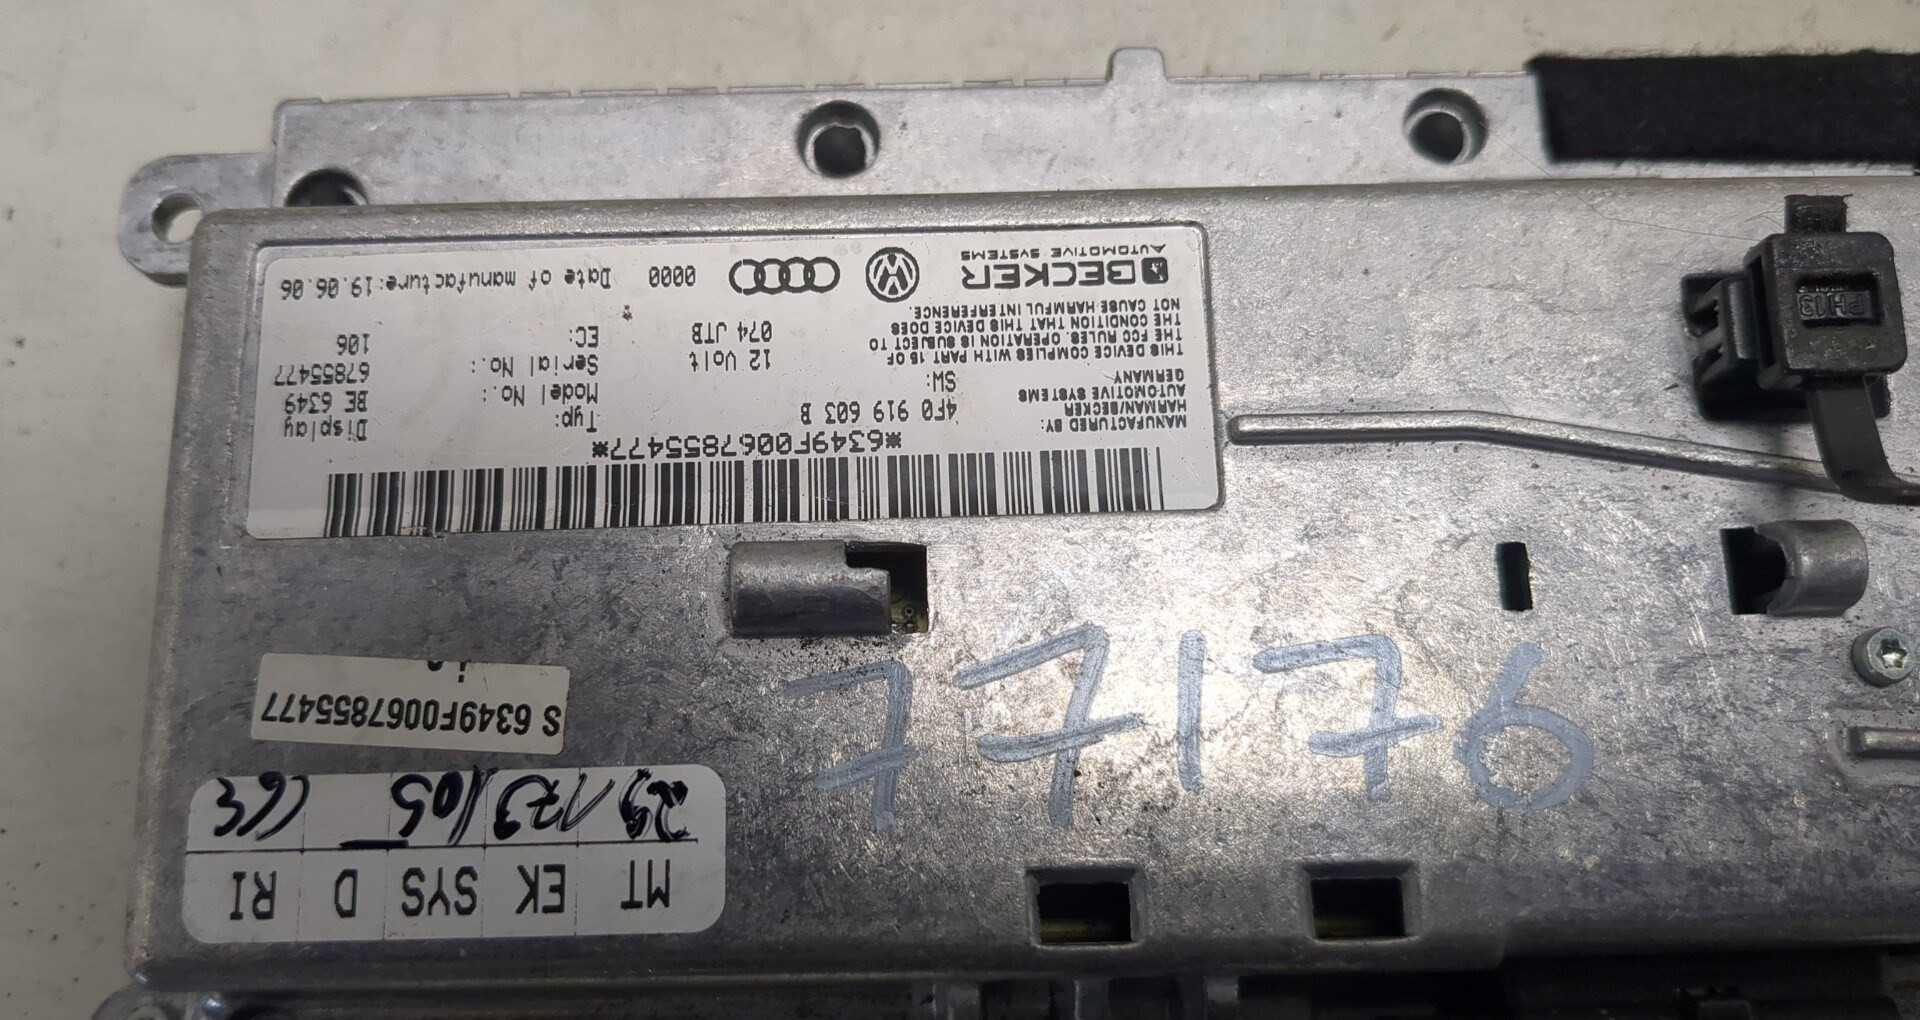 *6349F0067855477*
MANUFACTURED BY:
HARMAN/BECKER
AUTOMOTIVE SYSTEMS
GERMANY
THIS DEVICE COMPLIES WITH PART 15 OF
THE FCC RULES. OPERATION IS SUBJECT TO
THE CONDITION THAT THIS DEVICE DOES
NOT CAUSE HARMFUL INTERFERENCE.
BECKER
AUTOMOTIVE SYSTEMS
4F0 919 603 B
SW:
12 Volt
074 JTB
0000
Typ: Display
Model No.: BE 6349
Serial No.: 67855477
EC: 106
Date of manufacture: 19.06.06
S 6349F0067855477
MT EK SYS D RI
77176
PH13